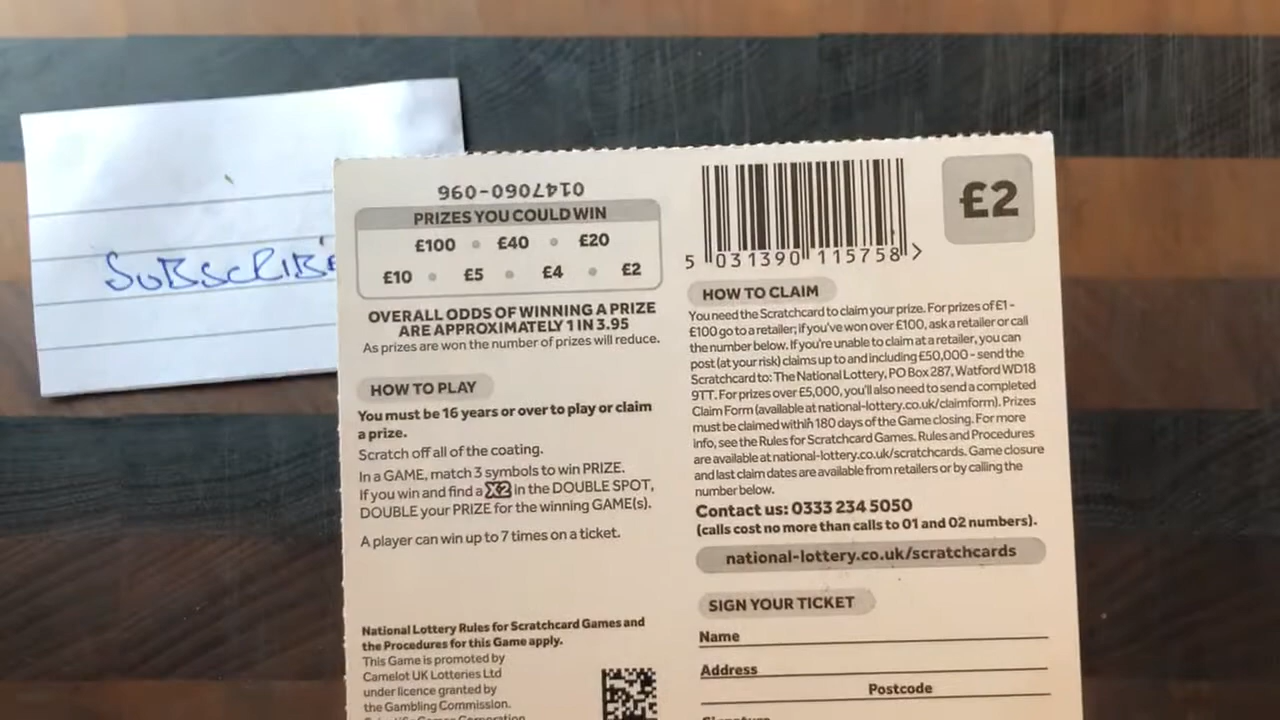 SUBSCRIBE
0147060-096
PRIZES YOU COULD WIN
£100 • £40 • £20
£10 • £5 • £4 • £2
OVERALL ODDS OF WINNING A PRIZE
ARE APPROXIMATELY 1 IN 3.95
As prizes are won the number of prizes will reduce.
HOW TO PLAY
You must be 16 years or over to play or claim
a prize.
Scratch off all of the coating.
In a GAME, match 3 symbols to win PRIZE.
If you win and find a X2 in the DOUBLE SPOT,
DOUBLE your PRIZE for the winning GAME(s).
A player can win up to 7 times on a ticket.
National Lottery Rules for Scratchcard Games and
the Procedures for this Game apply.
This Game is promoted by
Camelot UK Lotteries Ltd
under licence granted by
the Gambling Commission.
Scientific Games Corporation
5 031390 115758 >
£2
HOW TO CLAIM
You need the Scratchcard to claim your prize. For prizes of £1 -
£100 go to a retailer; if you've won over £100, ask a retailer or call
the number below. If you're unable to claim at a retailer, you can
post (at your risk) claims up to and including £50,000 - send the
Scratchcard to: The National Lottery, PO Box 287, Watford WD18
9TT. For prizes over £5,000, you'll also need to send a completed
Claim Form (available at national-lottery.co.uk/claimform). Prizes
must be claimed within 180 days of the Game closing. For more
info, see the Rules for Scratchcard Games. Rules and Procedures
are available at national-lottery.co.uk/scratchcards. Game closure
and last claim dates are available from retailers or by calling the
number below.
Contact us: 0333 234 5050
(calls cost no more than calls to 01 and 02 numbers).
national-lottery.co.uk/scratchcards
SIGN YOUR TICKET
Name
Address
Postcode
Signature